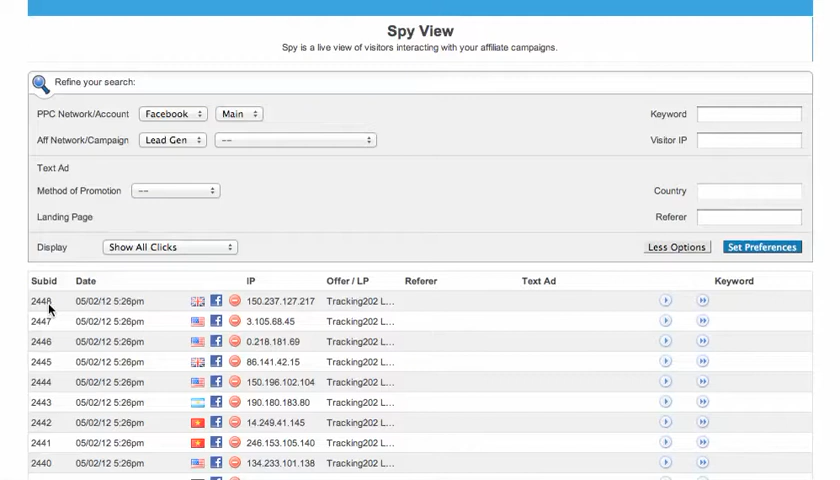 Spy View
Spy is a live view of visitors interacting with your affiliate campaigns.
Refine your search:
PPC Network/Account Facebook Main Keyword
Aff Network/Campaign Lead Gen -- Visitor IP
Text Ad
Method of Promotion -- Country
Landing Page Referer
Display Show All Clicks Less Options Set Preferences
Subid Date IP Offer / LP Referer Text Ad Keyword
2448 05/02/12 5:26pm 150.237.127.217 Tracking202 L...
2447 05/02/12 5:26pm 3.105.68.45 Tracking202 L...
2446 05/02/12 5:26pm 0.218.181.69 Tracking202 L...
2445 05/02/12 5:26pm 86.141.42.15 Tracking202 L...
2444 05/02/12 5:26pm 150.196.102.104 Tracking202 L...
2443 05/02/12 5:26pm 190.180.183.80 Tracking202 L...
2442 05/02/12 5:26pm 14.249.41.145 Tracking202 L...
2441 05/02/12 5:26pm 246.153.105.140 Tracking202 L...
2440 05/02/12 5:26pm 134.233.101.138 Tracking202 L...